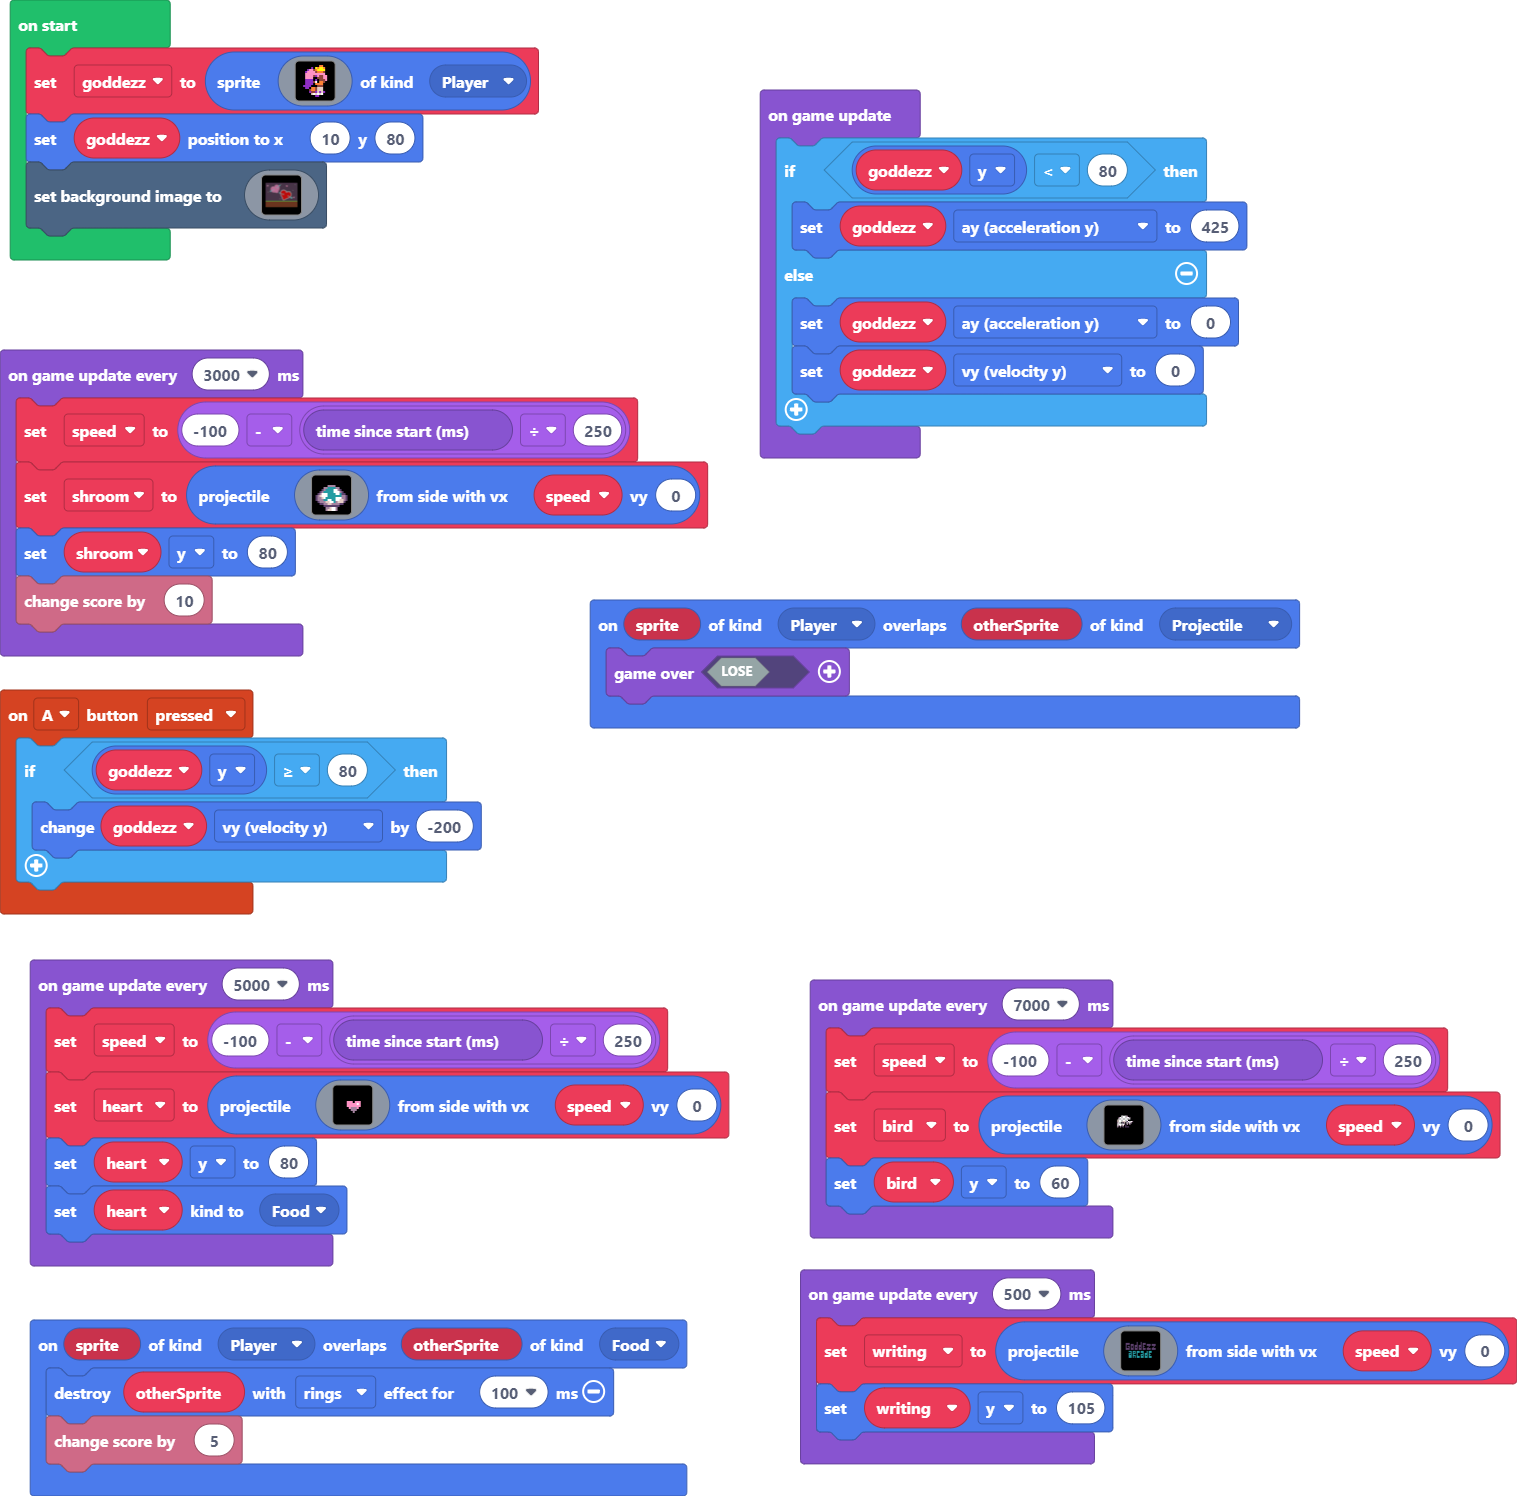 on start
set goddezz to sprite of kind Player
set goddezz position to x 10 y 80
set background image to
on game update
if goddezz y < 80 then
set goddezz ay (acceleration y) to 425
else
set goddezz ay (acceleration y) to 0
set goddezz vy (velocity y) to 0
on game update every 3000 ms
set speed to -100 - time since start (ms) ÷ 250
set shroom to projectile from side with vx speed vy 0
set shroom y to 80
change score by 10
on sprite of kind Player overlaps otherSprite of kind Projectile
game over LOSE
on A button pressed
if goddezz y ≥ 80 then
change goddezz vy (velocity y) by -200
on game update every 5000 ms
set speed to -100 - time since start (ms) ÷ 250
set heart to projectile from side with vx speed vy 0
set heart y to 80
set heart kind to Food
on game update every 7000 ms
set speed to -100 - time since start (ms) ÷ 250
set bird to projectile from side with vx speed vy 0
set bird y to 60
on sprite of kind Player overlaps otherSprite of kind Food
destroy otherSprite with rings effect for 100 ms
change score by 5
on game update every 500 ms
set writing to projectile GoddEzz arcade from side with vx speed vy 0
set writing y to 105